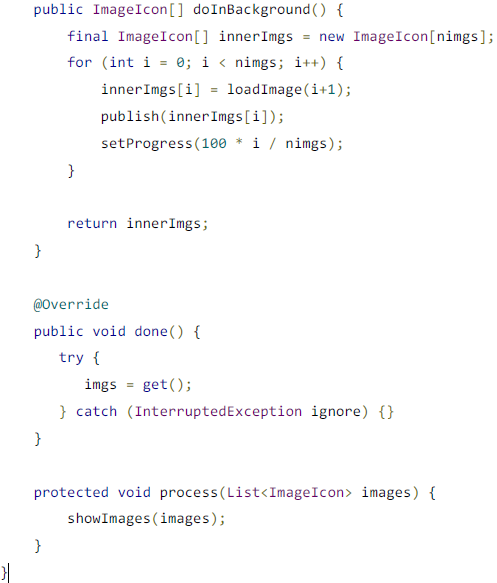 public ImageIcon[] doInBackground() {
final ImageIcon[] innerImgs = new ImageIcon[nimgs];
for (int i = 0; i < nimgs; i++) {
innerImgs[i] = loadImage(i+1);
publish(innerImgs[i]);
setProgress(100 * i / nimgs);
}
return innerImgs;
}
@Override
public void done() {
try {
imgs = get();
} catch (InterruptedException ignore) {}
}
protected void process(List<ImageIcon> images) {
showImages(images);
}
}